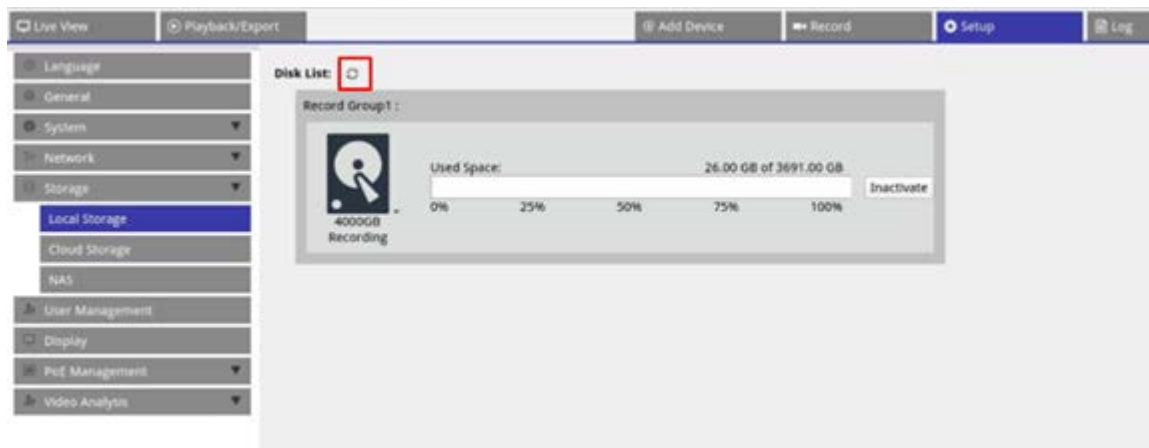 Live View
Playback/Export
Add Device
Record
Setup
Log
Language
General
System
Network
Storage
Local Storage
Cloud Storage
NAS
User Management
Display
PoE Management
Video Analysis
Disk List:
Record Group1 :
Used Space: 26.00 GB of 3691.00 GB
Inactivate
0% 25% 50% 75% 100%
4000GB
Recording